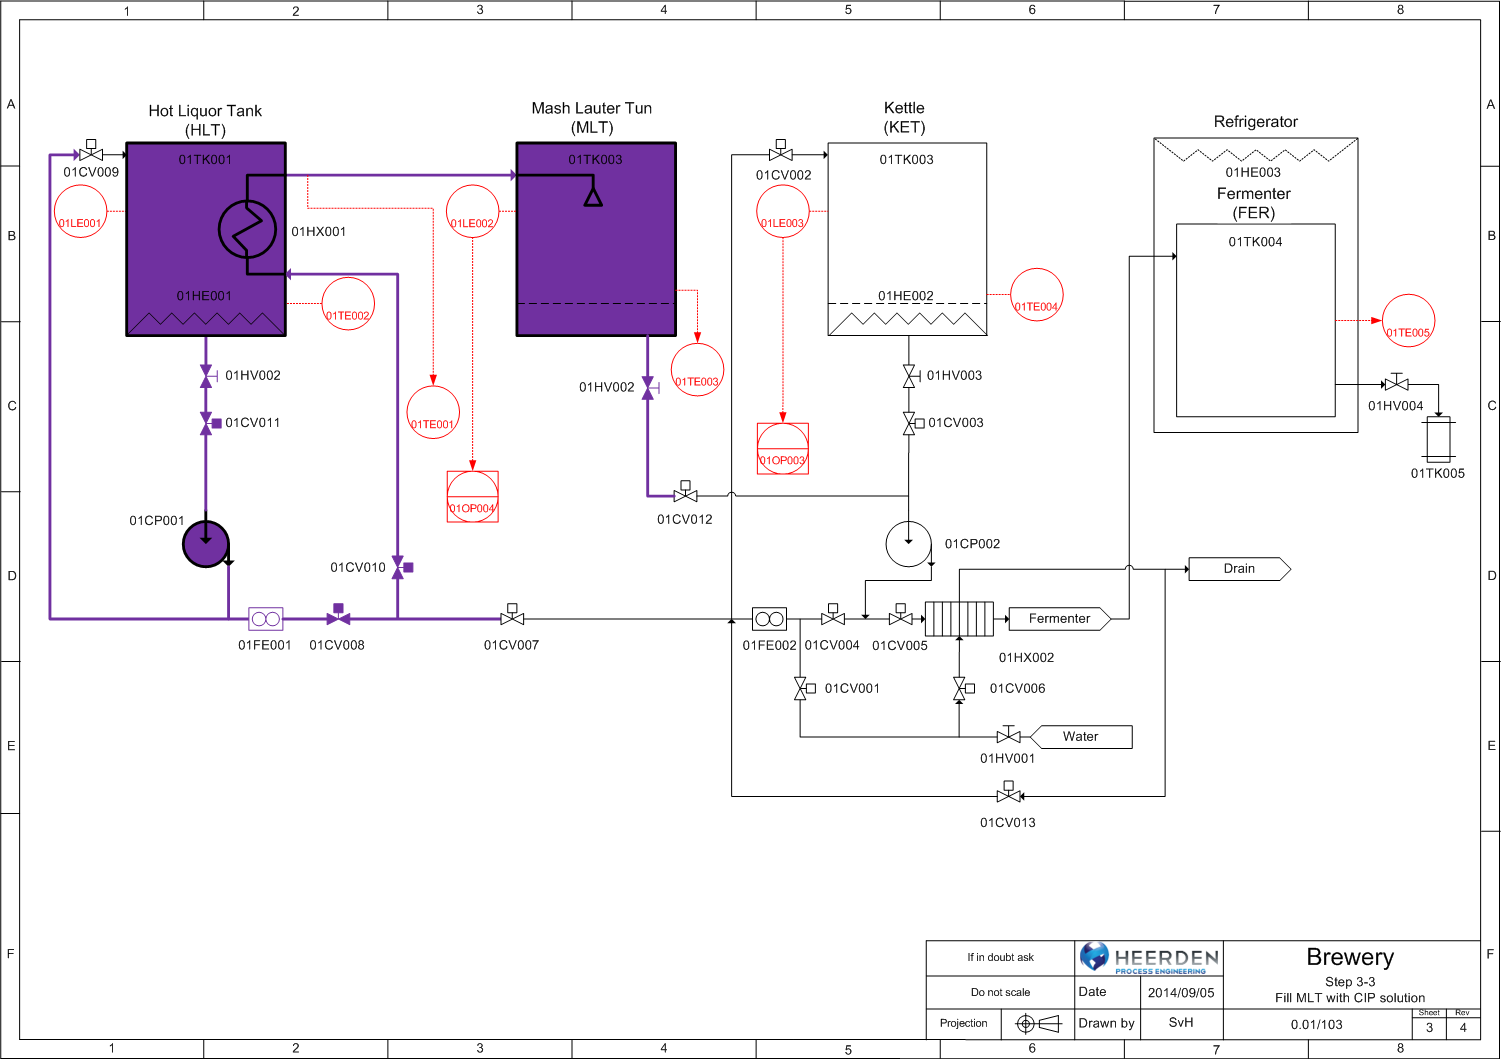 1 2 3 4 5 6 7 8
A A
Hot Liquor Tank
(HLT)
Mash Lauter Tun
(MLT)
Kettle
(KET)
Refrigerator
01TK001
01TK003
01TK003
01CV009
01CV002
01HE003
Fermenter
(FER)
01LE001
01LE002
01LE003
B B
01HX001
01TK004
01HE001
01HE002
01TE002
01TE004
01TE005
01HV002
01HV002
01HV003
01TE003
C C
01HV004
01CV011
01TE001
01CV003
01OP003
01TK005
01OP004
01CP001
01CV012
01CP002
01CV010
D D
Drain
Fermenter
01FE001
01CV008
01CV007
01FE002
01CV004
01CV005
01HX002
01CV001
01CV006
Water
E E
01HV001
01CV013
F F
If in doubt ask
HEERDEN
PROCESS ENGINEERING
Brewery
Step 3-3
Fill MLT with CIP solution
Do not scale
Date
2014/09/05
Projection
Drawn by
SvH
0.01/103
Sheet
3
Rev
4
1 2 3 4 5 6 7 8